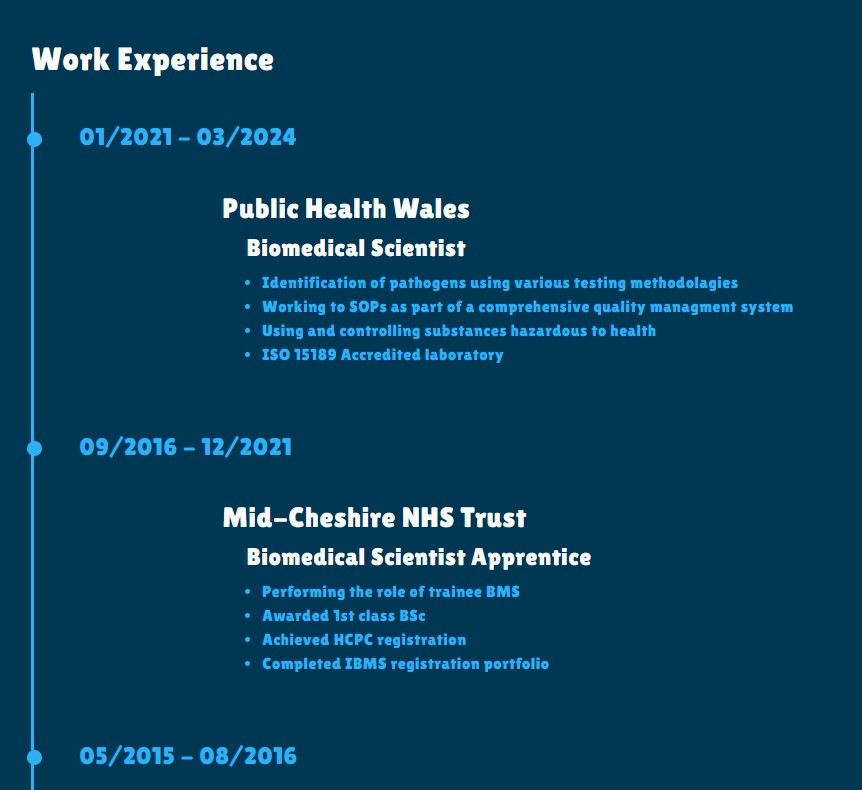 Work Experience
01/2021 – 03/2024
Public Health Wales
Biomedical Scientist
• Identification of pathogens using various testing methodolagies
• Working to SOPs as part of a comprehensive quality managment system
• Using and controlling substances hazardous to health
• ISO 15189 Accredited laboratory
09/2016 – 12/2021
Mid-Cheshire NHS Trust
Biomedical Scientist Apprentice
• Performing the role of trainee BMS
• Awarded 1st class BSc
• Achieved HCPC registration
• Completed IBMS registration portfolio
05/2015 – 08/2016